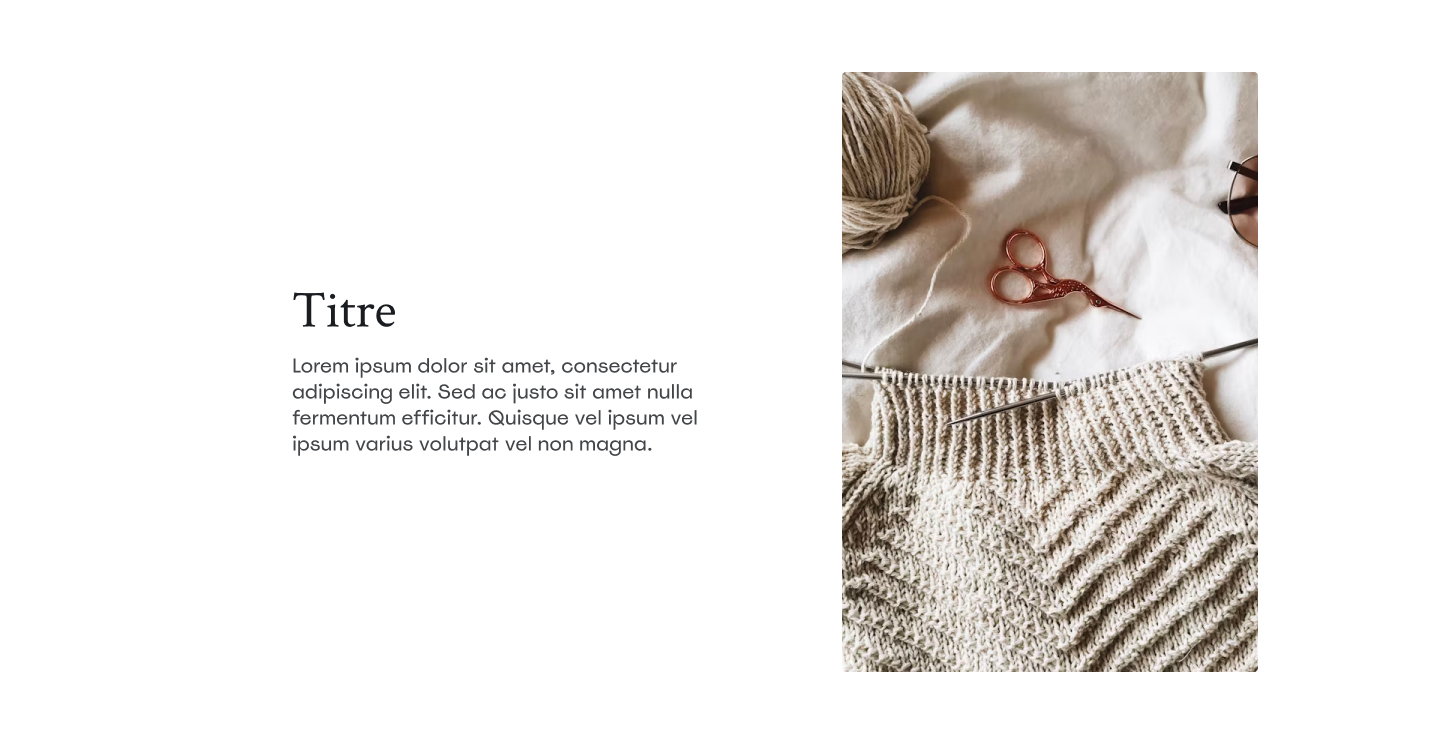 Titre
Lorem ipsum dolor sit amet, consectetur
adipiscing elit. Sed ac justo sit amet nulla
fermentum efficitur. Quisque vel ipsum vel
ipsum varius volutpat vel non magna.